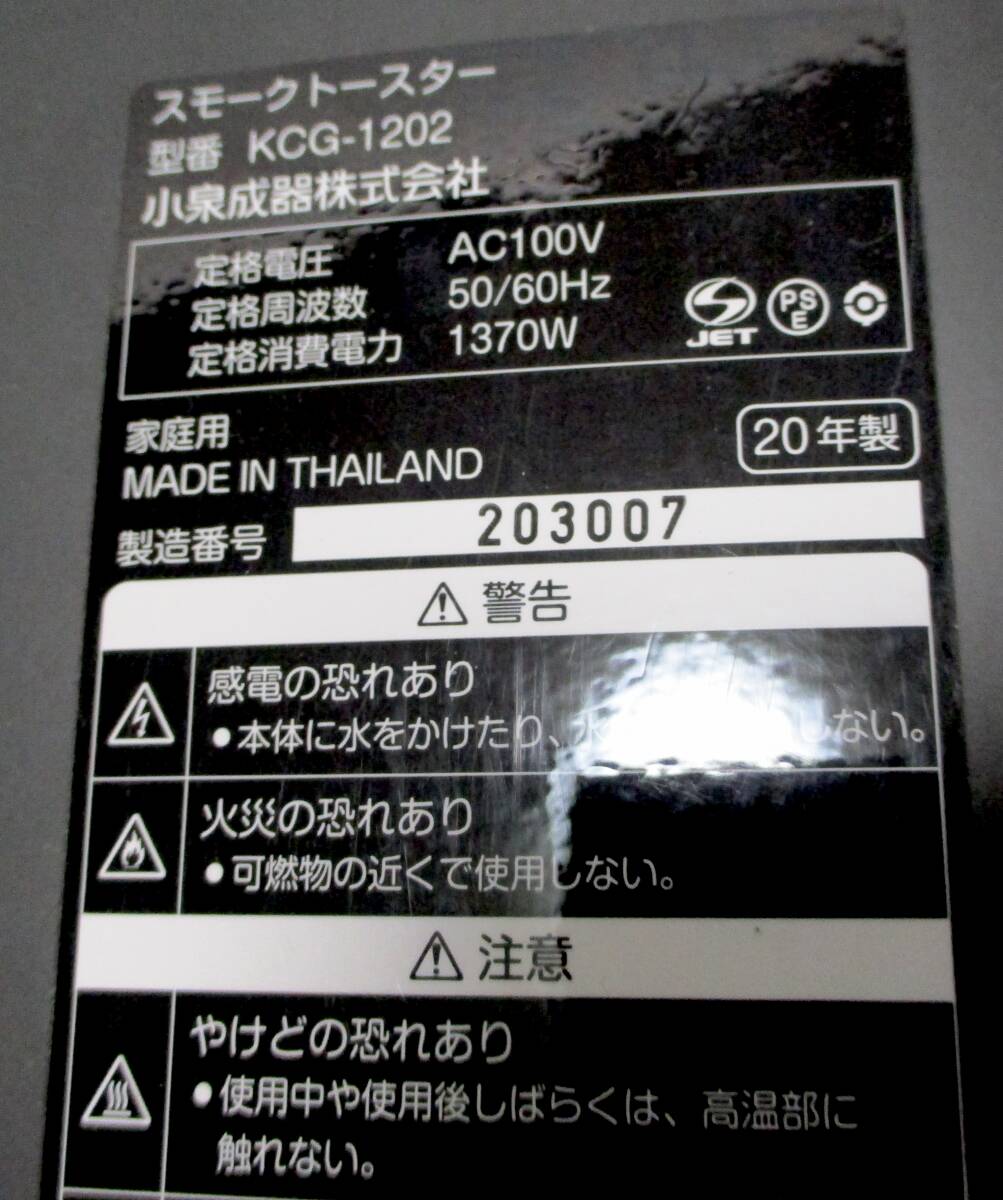 スモークトースター
型番 KCG-1202
小泉成器株式会社
定格電圧 AC100V
定格周波数 50/60Hz
定格消費電力 1370W
JET
PS
E
家庭用
20年製
MADE IN THAILAND
製造番号 203007
警告
感電の恐れあり
●本体に水をかけたり、水 しない。
火災の恐れあり
●可燃物の近くで使用しない。
注意
やけどの恐れあり
●使用中や使用後しばらくは、高温部に
触れない。